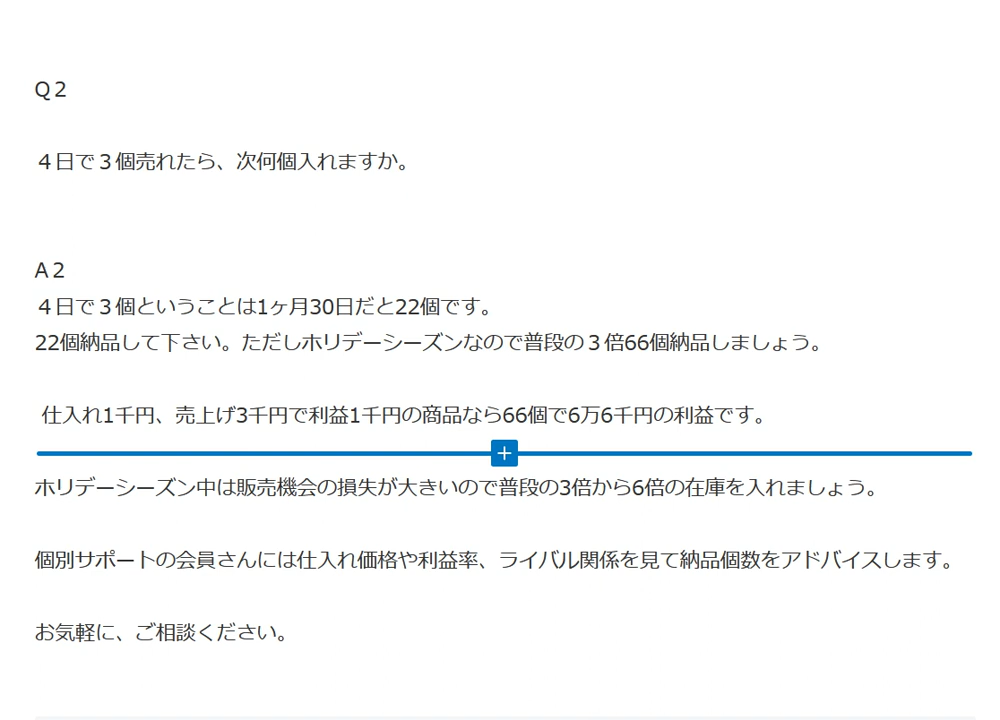 Q２
４日で３個売れたら、次何個入れますか。
A２
４日で３個ということは1ヶ月30日だと22個です。
22個納品して下さい。ただしホリデーシーズンなので普段の３倍66個納品しましょう。
仕入れ1千円、売上げ3千円で利益1千円の商品なら66個で6万6千円の利益です。
ホリデーシーズン中は販売機会の損失が大きいので普段の3倍から6倍の在庫を入れましょう。
個別サポートの会員さんには仕入れ価格や利益率、ライバル関係を見て納品個数をアドバイスします。
お気軽に、ご相談ください。